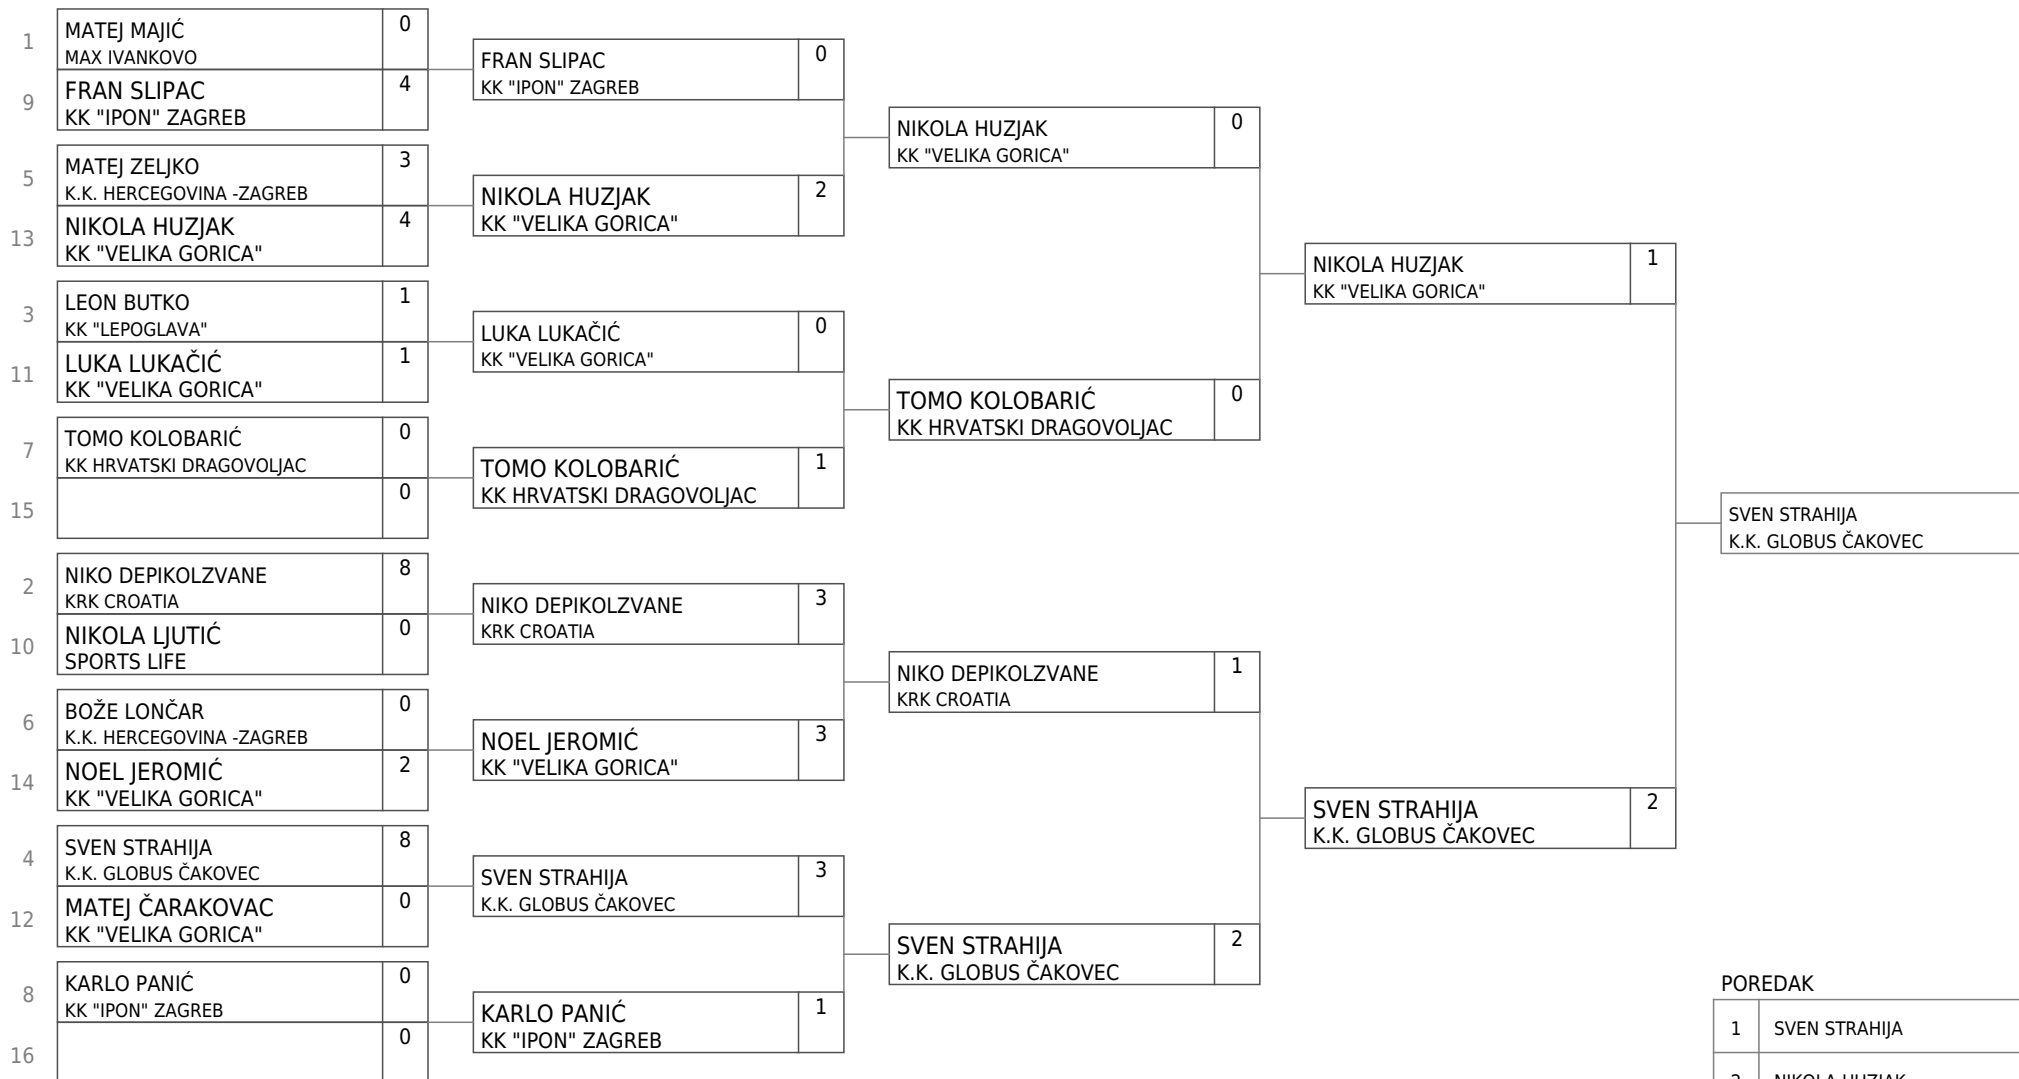 1
MATEJ MAJIĆ
0
MAX IVANKOVO
9
FRAN SLIPAC
4
KK "IPON" ZAGREB
5
MATEJ ZELJKO
3
K.K. HERCEGOVINA -ZAGREB
13
NIKOLA HUZJAK
4
KK "VELIKA GORICA"
3
LEON BUTKO
1
KK "LEPOGLAVA"
11
LUKA LUKAČIĆ
1
KK "VELIKA GORICA"
7
TOMO KOLOBARIĆ
0
KK HRVATSKI DRAGOVOLJAC
15
0
2
NIKO DEPIKOLZVANE
8
KRK CROATIA
10
NIKOLA LJUTIĆ
0
SPORTS LIFE
6
BOŽE LONČAR
0
K.K. HERCEGOVINA -ZAGREB
14
NOEL JEROMIĆ
2
KK "VELIKA GORICA"
4
SVEN STRAHIJA
8
K.K. GLOBUS ČAKOVEC
12
MATEJ ČARAKOVAC
0
KK "VELIKA GORICA"
8
KARLO PANIĆ
0
KK "IPON" ZAGREB
16
0
FRAN SLIPAC
0
KK "IPON" ZAGREB
NIKOLA HUZJAK
2
KK "VELIKA GORICA"
LUKA LUKAČIĆ
0
KK "VELIKA GORICA"
TOMO KOLOBARIĆ
1
KK HRVATSKI DRAGOVOLJAC
NIKO DEPIKOLZVANE
3
KRK CROATIA
NOEL JEROMIĆ
3
KK "VELIKA GORICA"
SVEN STRAHIJA
3
K.K. GLOBUS ČAKOVEC
KARLO PANIĆ
1
KK "IPON" ZAGREB
NIKOLA HUZJAK
0
KK "VELIKA GORICA"
TOMO KOLOBARIĆ
0
KK HRVATSKI DRAGOVOLJAC
NIKO DEPIKOLZVANE
1
KRK CROATIA
SVEN STRAHIJA
2
K.K. GLOBUS ČAKOVEC
NIKOLA HUZJAK
1
KK "VELIKA GORICA"
SVEN STRAHIJA
2
K.K. GLOBUS ČAKOVEC
SVEN STRAHIJA
K.K. GLOBUS ČAKOVEC
POREDAK
1 SVEN STRAHIJA
2 NIKOLA HUZJAK